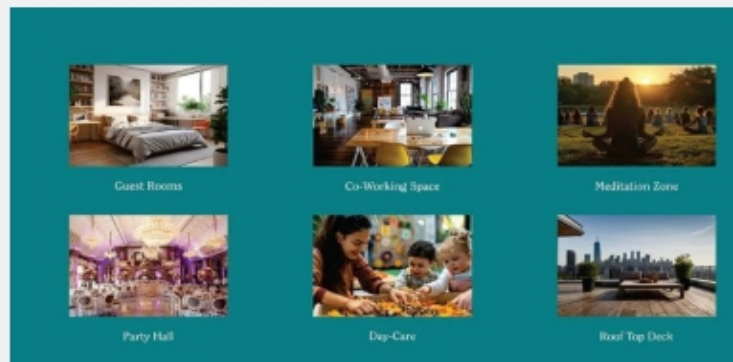 Guest Rooms
Co-Working Space
Meditation Zone
Party Hall
Day-Care
Roof Top Deck